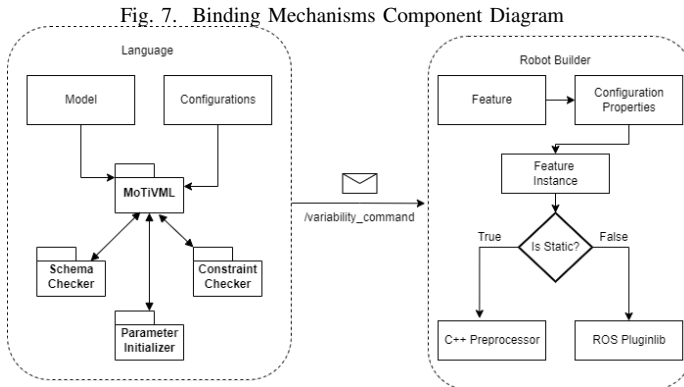 Fig. 7. Binding Mechanisms Component Diagram
Language
Model
Configurations
MoTiVML
Schema
Checker
Constraint
Checker
Parameter
Initializer
/variability_command
Robot Builder
Feature
Configuration
Properties
Feature
Instance
Is Static?
True
False
C++ Preprocessor
ROS Pluginlib